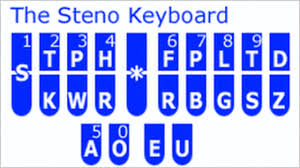 The Steno Keyboard
1 2 3 4 6 7 8 9
S T P H * F P L T D
K W R R B G S Z
5 0
A O E U